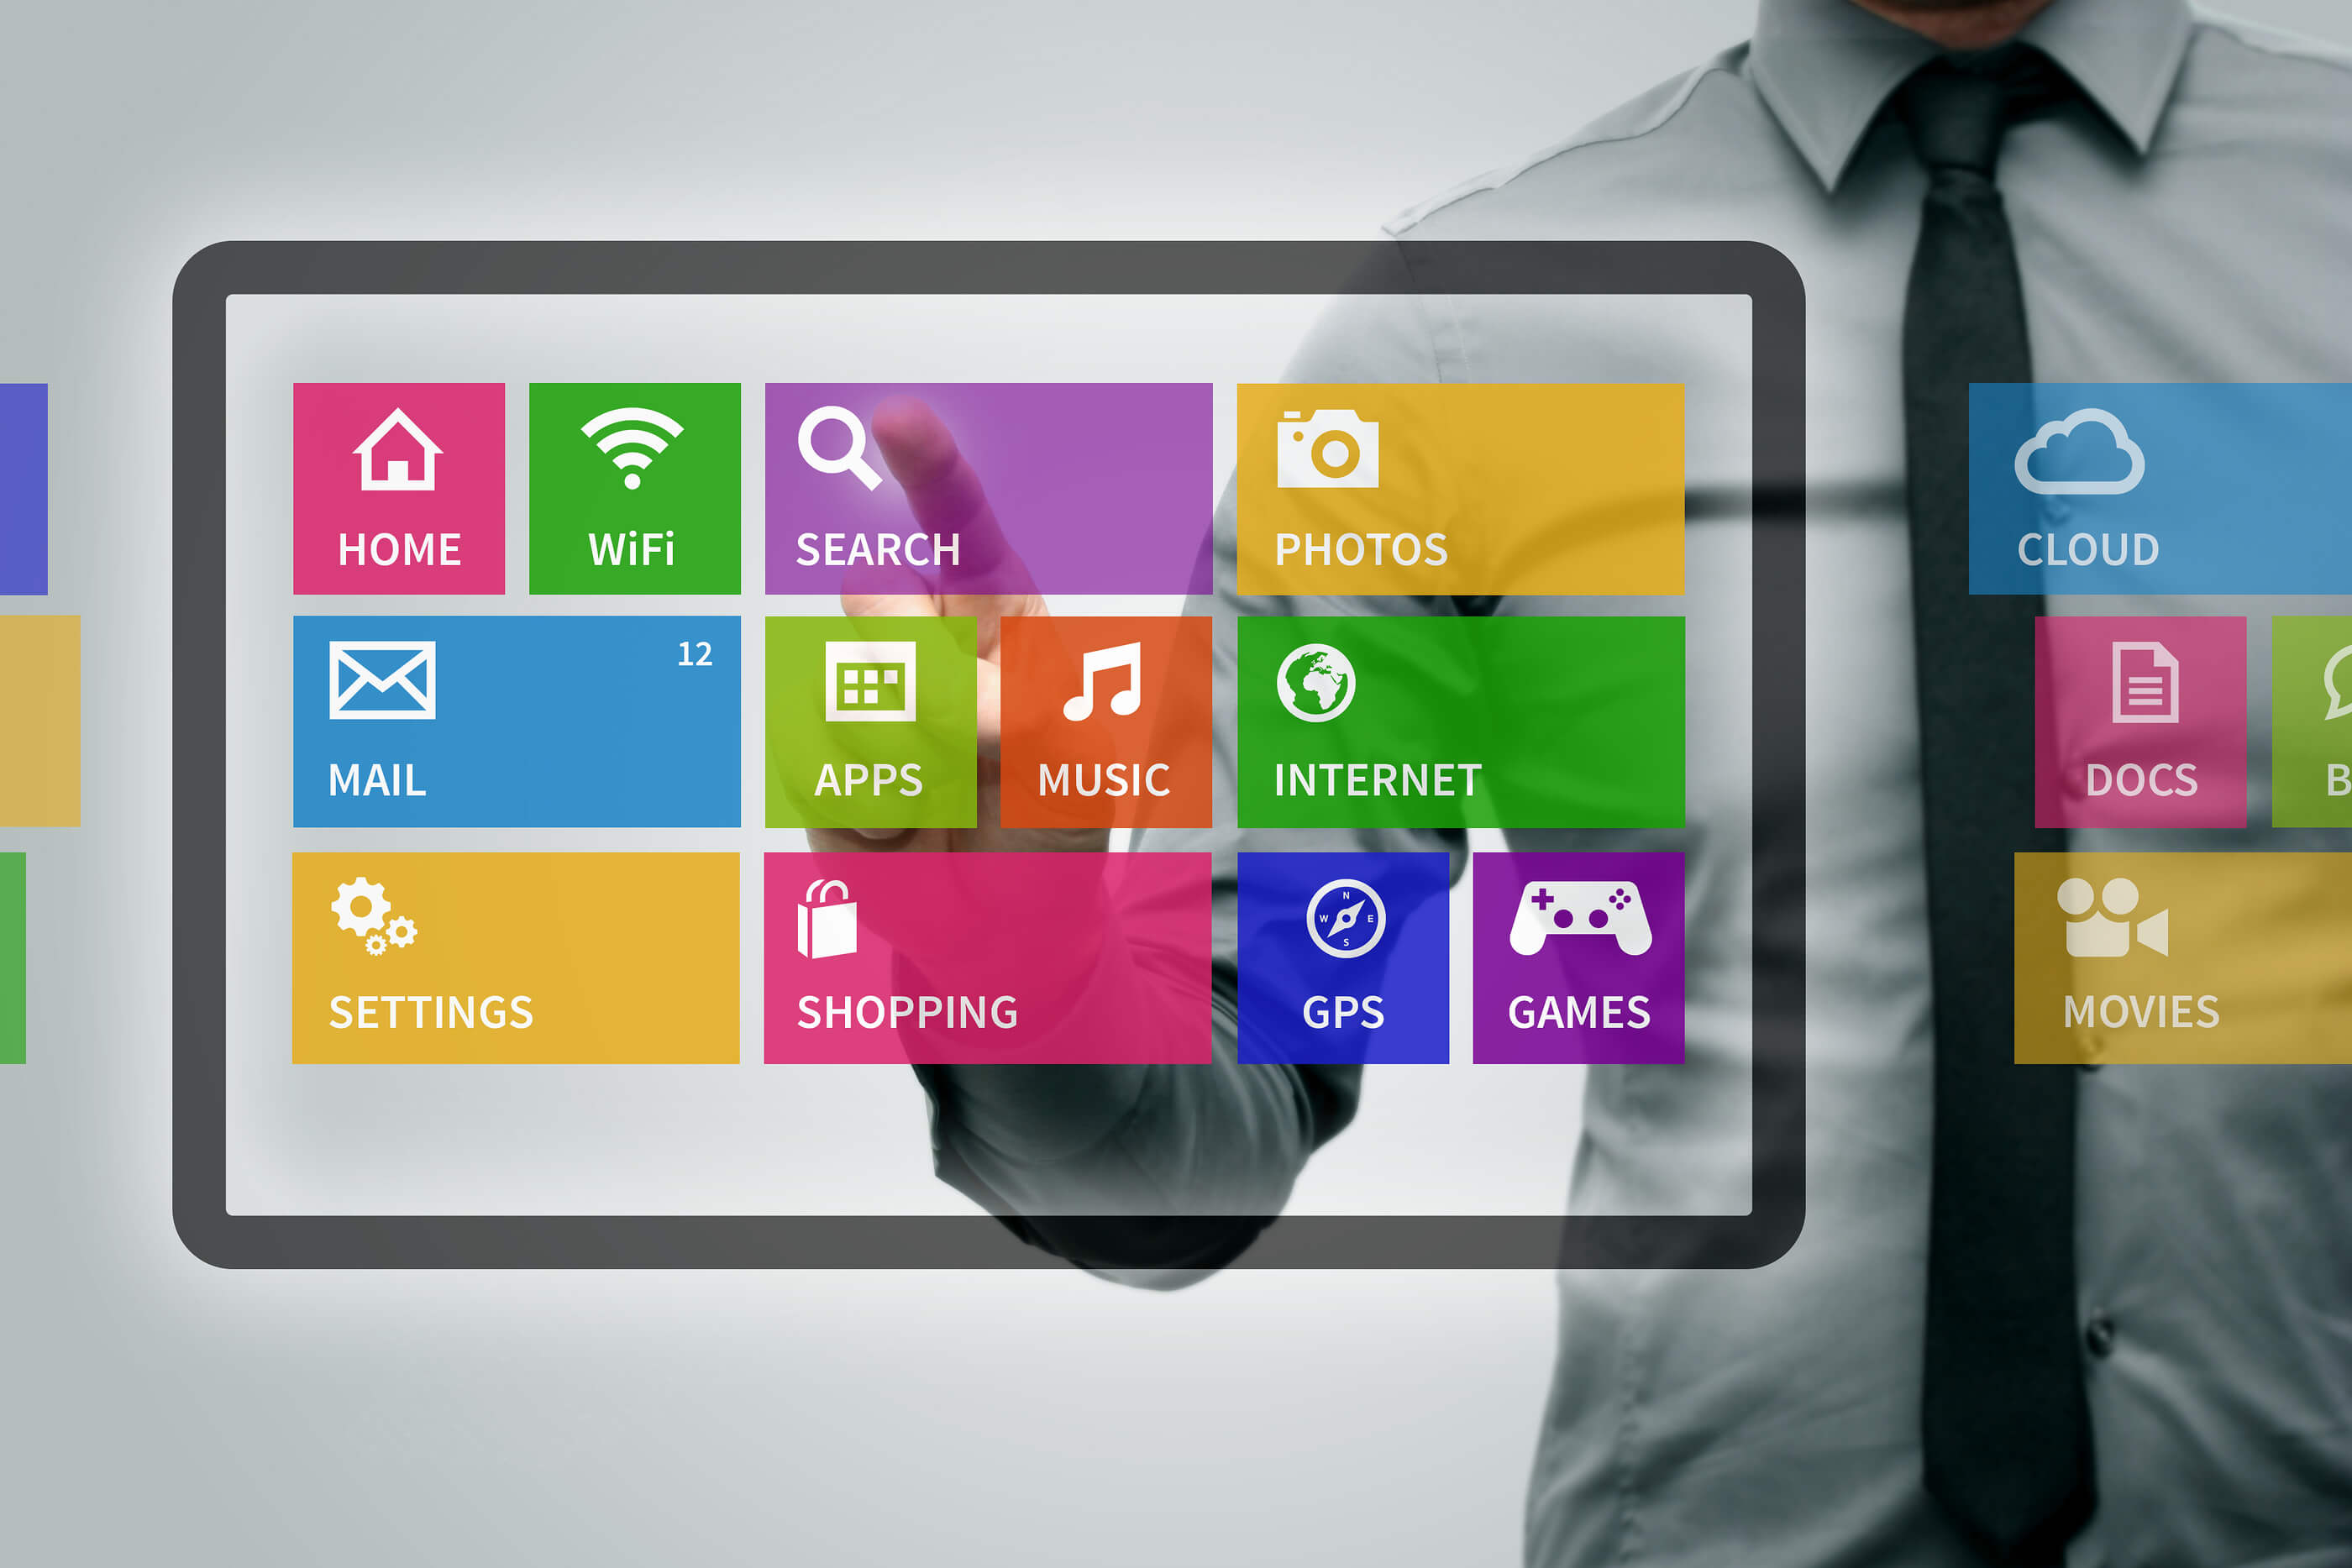 HOME
WiFi
SEARCH
PHOTOS
CLOUD
12
MAIL
APPS
MUSIC
INTERNET
DOCS
B
N
W E
S
SETTINGS
SHOPPING
GPS
GAMES
MOVIES